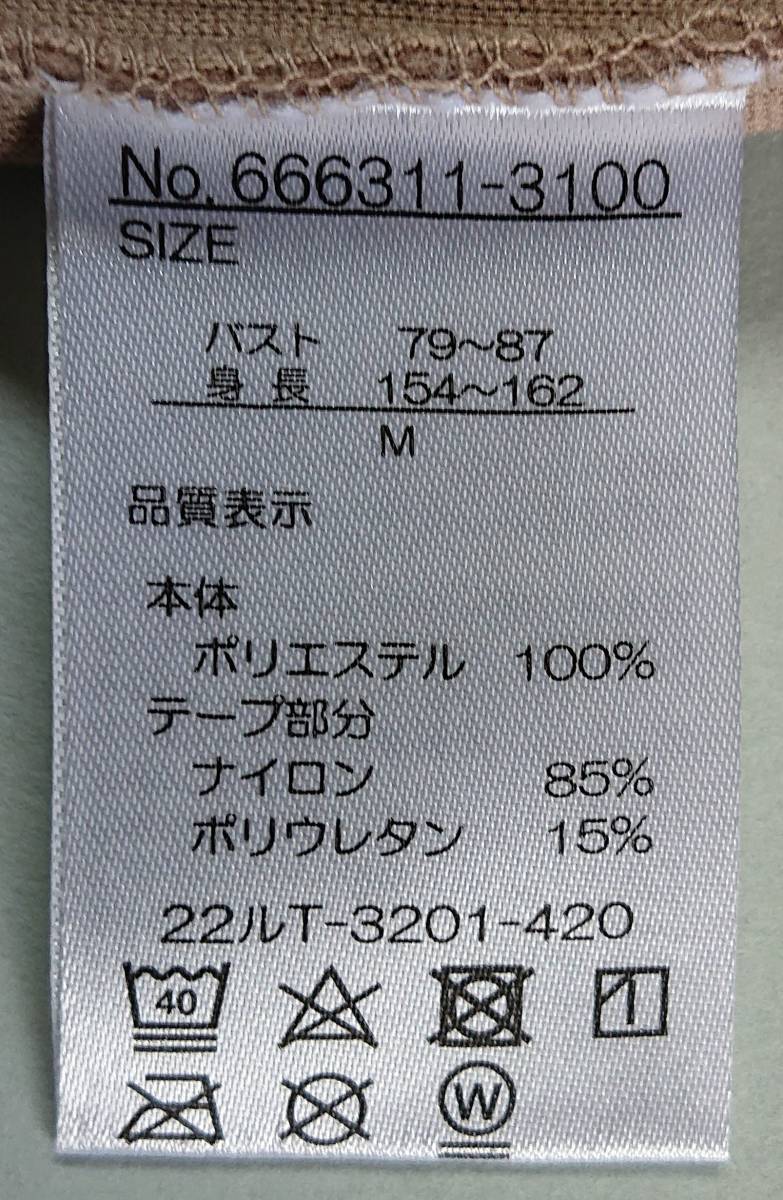 No. 666311-3100
SIZE
バスト 79~87
身長 154~162
M
品質表示
本体
ポリエステル 100%
テープ部分
ナイロン 85%
ポリウレタン 15%
22ルT-3201-420
40
W